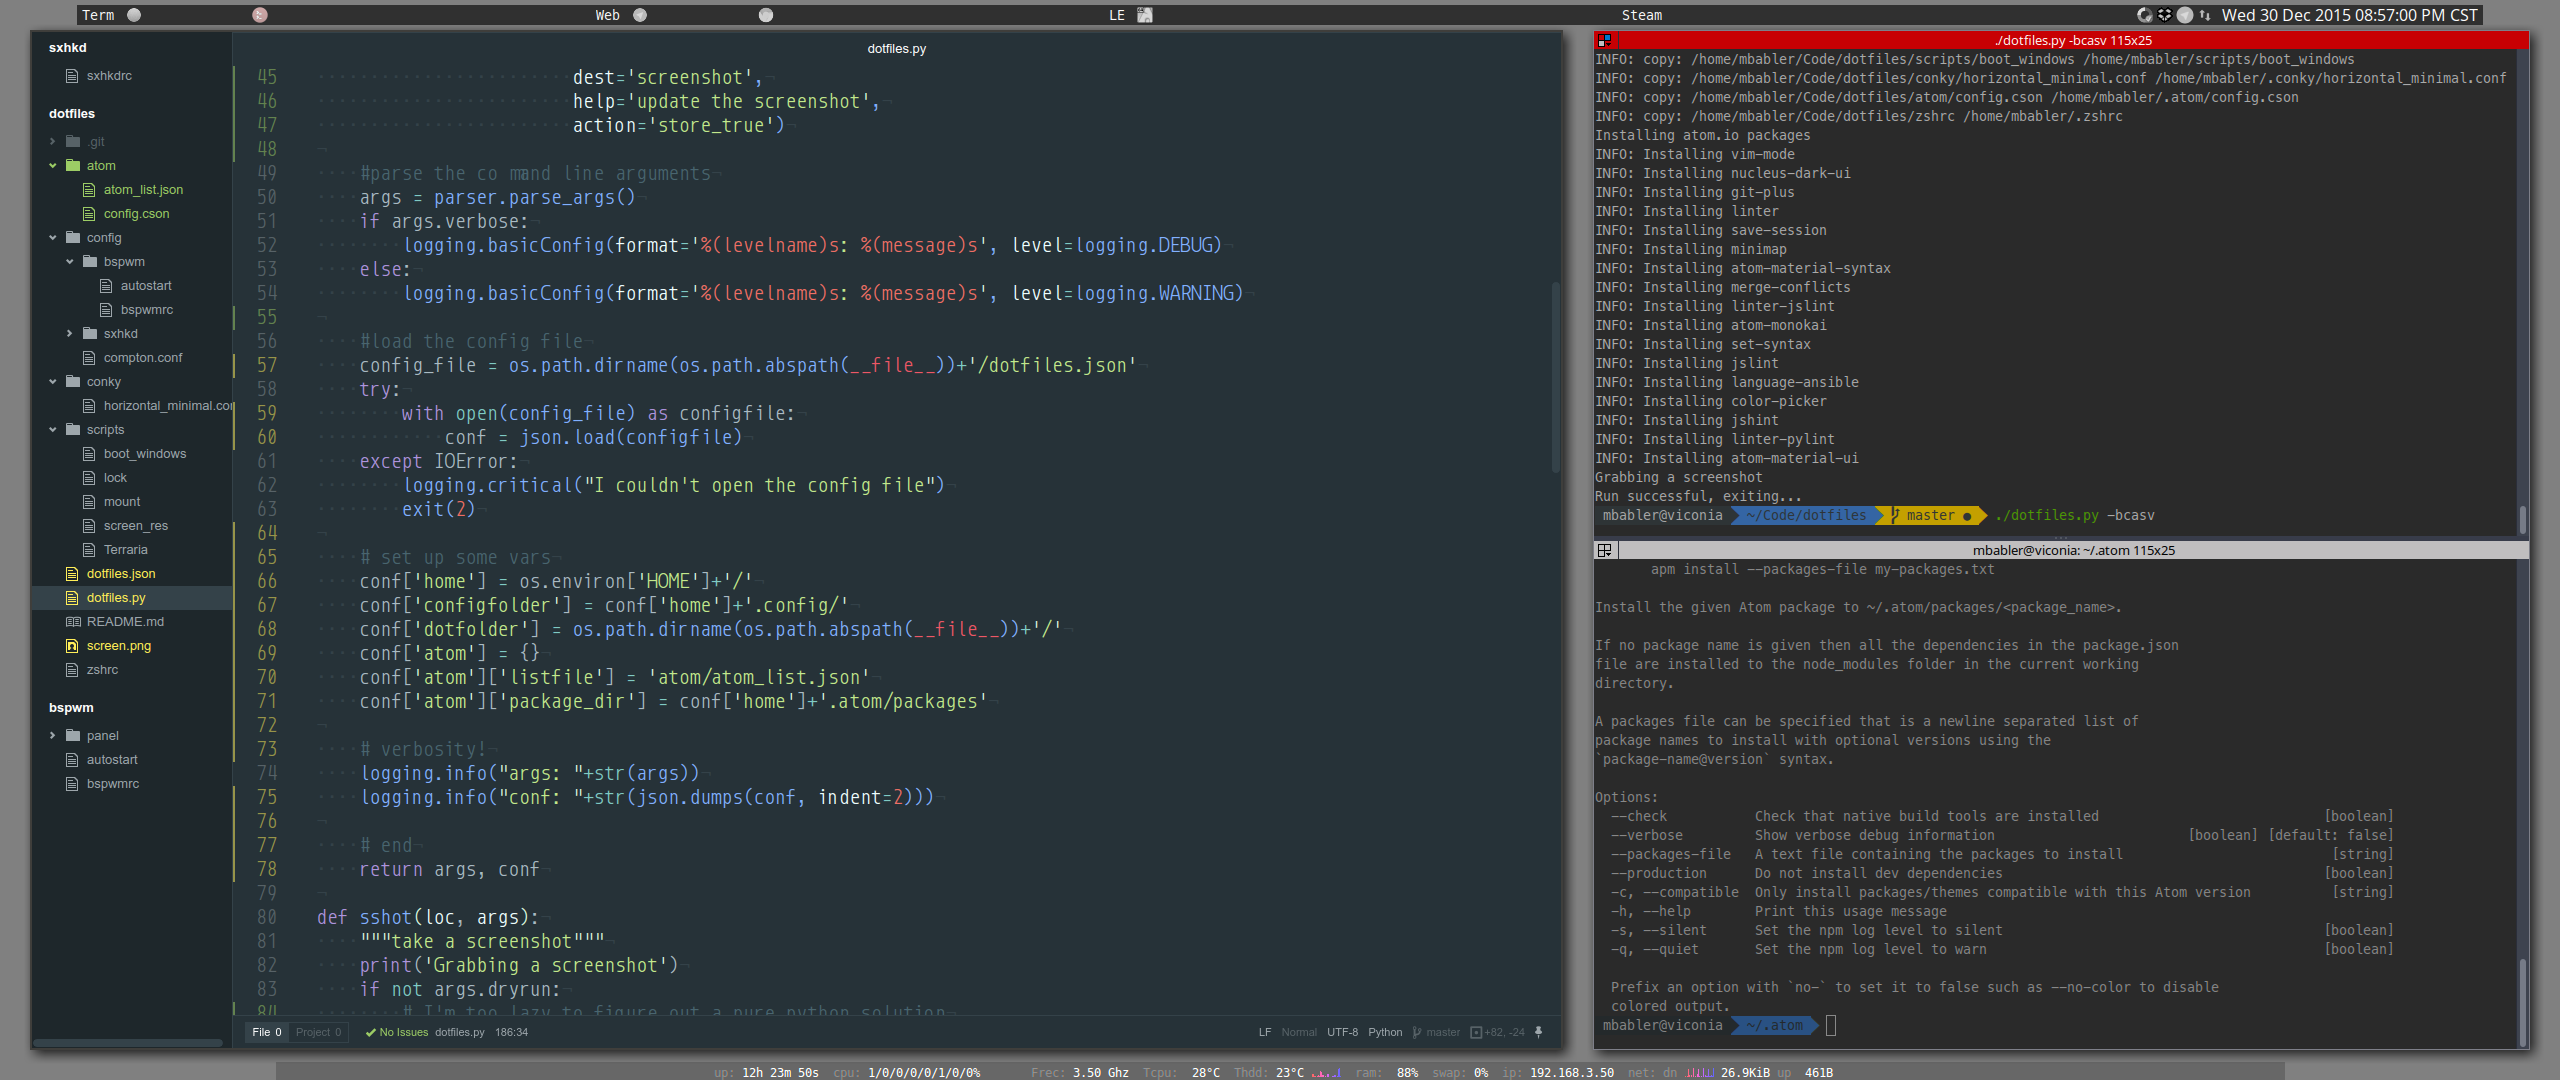 Term Web LE Steam Wed 30 Dec 2015 08:57:00 PM CST
sxhkd
sxhkdrc
dotfiles
.git
atom
atom_list.json
config.cson
config
bspwm
autostart
bspwmrc
sxhkd
compton.conf
conky
horizontal_minimal.con
scripts
boot_windows
lock
mount
screen_res
Terraria
dotfiles.json
dotfiles.py
README.md
screen.png
zshrc
bspwm
panel
autostart
bspwmrc
dotfiles.py
45 dest='screenshot',
46 help='update the screenshot',
47 action='store_true')
48
49 #parse the co mand line arguments
50 args = parser.parse_args()
51 if args.verbose:
52 logging.basicConfig(format='%(levelname)s: %(message)s', level=logging.DEBUG)
53 else:
54 logging.basicConfig(format='%(levelname)s: %(message)s', level=logging.WARNING)
55
56 #load the config file
57 config_file = os.path.dirname(os.path.abspath(__file__))+'/dotfiles.json'
58 try:
59 with open(config_file) as configfile:
60 conf = json.load(configfile)
61 except IOError:
62 logging.critical("I couldn't open the config file")
63 exit(2)
64
65 # set up some vars
66 conf['home'] = os.environ['HOME']+'/'
67 conf['configfolder'] = conf['home']+'.config/'
68 conf['dotfolder'] = os.path.dirname(os.path.abspath(__file__))+'/'
69 conf['atom'] = {}
70 conf['atom']['listfile'] = 'atom/atom_list.json'
71 conf['atom']['package_dir'] = conf['home']+'.atom/packages'
72
73 # verbosity!
74 logging.info("args: "+str(args))
75 logging.info("conf: "+str(json.dumps(conf, indent=2)))
76
77 # end
78 return args, conf
79
80 def sshot(loc, args):
81 """take a screenshot"""
82 print('Grabbing a screenshot')
83 if not args.dryrun:
84 # I'm too lazy to figure out a pure python solution
File 0 Project 0 No Issues dotfiles.py 186:34 LF Normal UTF-8 Python master +82, -24
./dotfiles.py -bcasv 115x25
INFO: copy: /home/mbabler/Code/dotfiles/scripts/boot_windows /home/mbabler/scripts/boot_windows
INFO: copy: /home/mbabler/Code/dotfiles/conky/horizontal_minimal.conf /home/mbabler/.conky/horizontal_minimal.conf
INFO: copy: /home/mbabler/Code/dotfiles/atom/config.cson /home/mbabler/.atom/config.cson
INFO: copy: /home/mbabler/Code/dotfiles/zshrc /home/mbabler/.zshrc
Installing atom.io packages
INFO: Installing vim-mode
INFO: Installing nucleus-dark-ui
INFO: Installing git-plus
INFO: Installing linter
INFO: Installing save-session
INFO: Installing minimap
INFO: Installing atom-material-syntax
INFO: Installing merge-conflicts
INFO: Installing linter-jslint
INFO: Installing atom-monokai
INFO: Installing set-syntax
INFO: Installing jslint
INFO: Installing language-ansible
INFO: Installing color-picker
INFO: Installing jshint
INFO: Installing linter-pylint
INFO: Installing atom-material-ui
Grabbing a screenshot
Run successful, exiting...
mbabler@viconia ~/Code/dotfiles master ● ./dotfiles.py -bcasv
mbabler@viconia: ~/.atom 115x25
apm install --packages-file my-packages.txt
Install the given Atom package to ~/.atom/packages/<package_name>.
If no package name is given then all the dependencies in the package.json
file are installed to the node_modules folder in the current working
directory.
A packages file can be specified that is a newline separated list of
package names to install with optional versions using the
`package-name@version` syntax.
Options:
--check Check that native build tools are installed [boolean]
--verbose Show verbose debug information [boolean] [default: false]
--packages-file A text file containing the packages to install [string]
--production Do not install dev dependencies [boolean]
-c, --compatible Only install packages/themes compatible with this Atom version [string]
-h, --help Print this usage message
-s, --silent Set the npm log level to silent [boolean]
-q, --quiet Set the npm log level to warn [boolean]
Prefix an option with `no-` to set it to false such as --no-color to disable
colored output.
mbabler@viconia ~/.atom
up: 12h 23m 50s cpu: 1/0/0/0/0/1/0/0% Frec: 3.50 Ghz Tcpu: 28°C Thdd: 23°C ram: 88% swap: 0% ip: 192.168.3.50 net: dn 26.9KiB up 461B